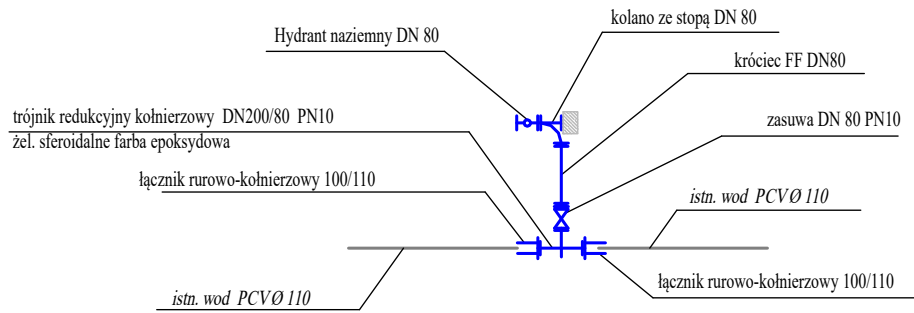 kolano ze stopą DN 80
Hydrant naziemny DN 80
króciec FF DN80
zasuwa DN 80 PN10
trójnik redukcyjny kołnierzowy DN200/80 PN10
żel. sferoidalne farba epoksydowa
łącznik rurowo-kołnierzowy 100/110
istn. wod PCV Ø 110
łącznik rurowo-kołnierzowy 100/110
istn. wod PCV Ø 110